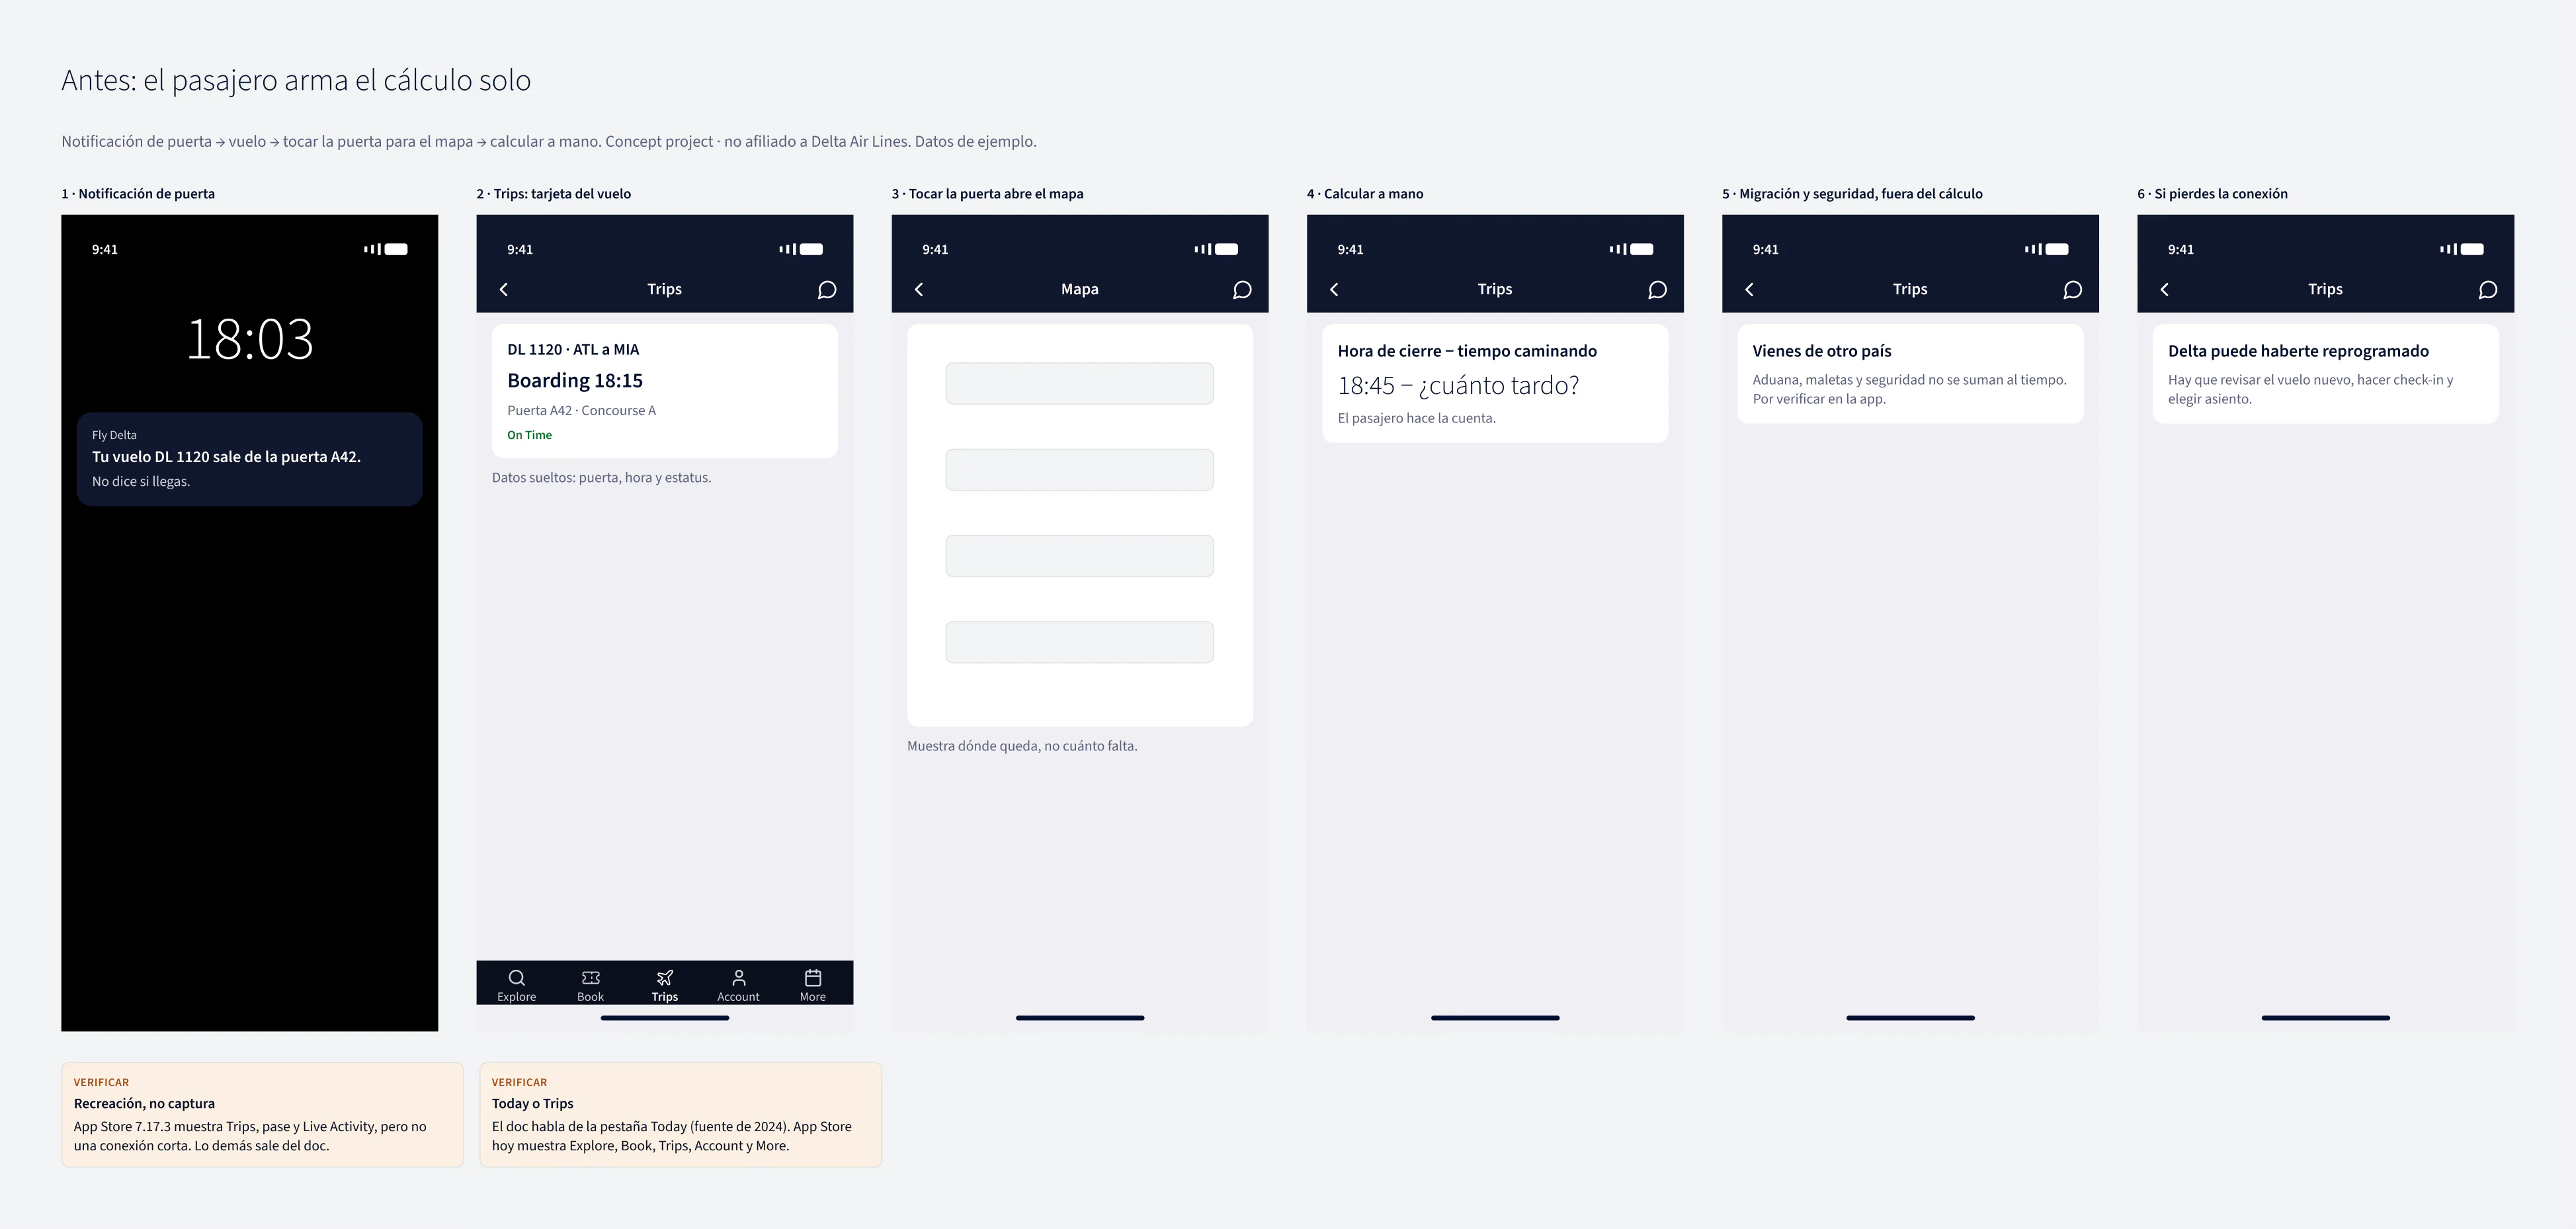 Antes: el pasajero arma el cálculo solo
Notificación de puerta → vuelo → tocar la puerta para el mapa → calcular a mano. Concept project · no afiliado a Delta Air Lines. Datos de ejemplo.
1 · Notificación de puerta
9:41
18:03
Fly Delta
Tu vuelo DL 1120 sale de la puerta A42.
No dice si llegas.
2 · Trips: tarjeta del vuelo
9:41
Trips
DL 1120 · ATL a MIA
Boarding 18:15
Puerta A42 · Concourse A
On Time
Datos sueltos: puerta, hora y estatus.
Explore
Book
Trips
Account
More
3 · Tocar la puerta abre el mapa
9:41
Mapa
Muestra dónde queda, no cuánto falta.
4 · Calcular a mano
9:41
Trips
Hora de cierre − tiempo caminando
18:45 − ¿cuánto tardo?
El pasajero hace la cuenta.
5 · Migración y seguridad, fuera del cálculo
9:41
Trips
Vienes de otro país
Aduana, maletas y seguridad no se suman al tiempo.
Por verificar en la app.
6 · Si pierdes la conexión
9:41
Trips
Delta puede haberte reprogramado
Hay que revisar el vuelo nuevo, hacer check-in y
elegir asiento.
VERIFICAR
Recreación, no captura
App Store 7.17.3 muestra Trips, pase y Live Activity, pero no
una conexión corta. Lo demás sale del doc.
VERIFICAR
Today o Trips
El doc habla de la pestaña Today (fuente de 2024). App Store
hoy muestra Explore, Book, Trips, Account y More.